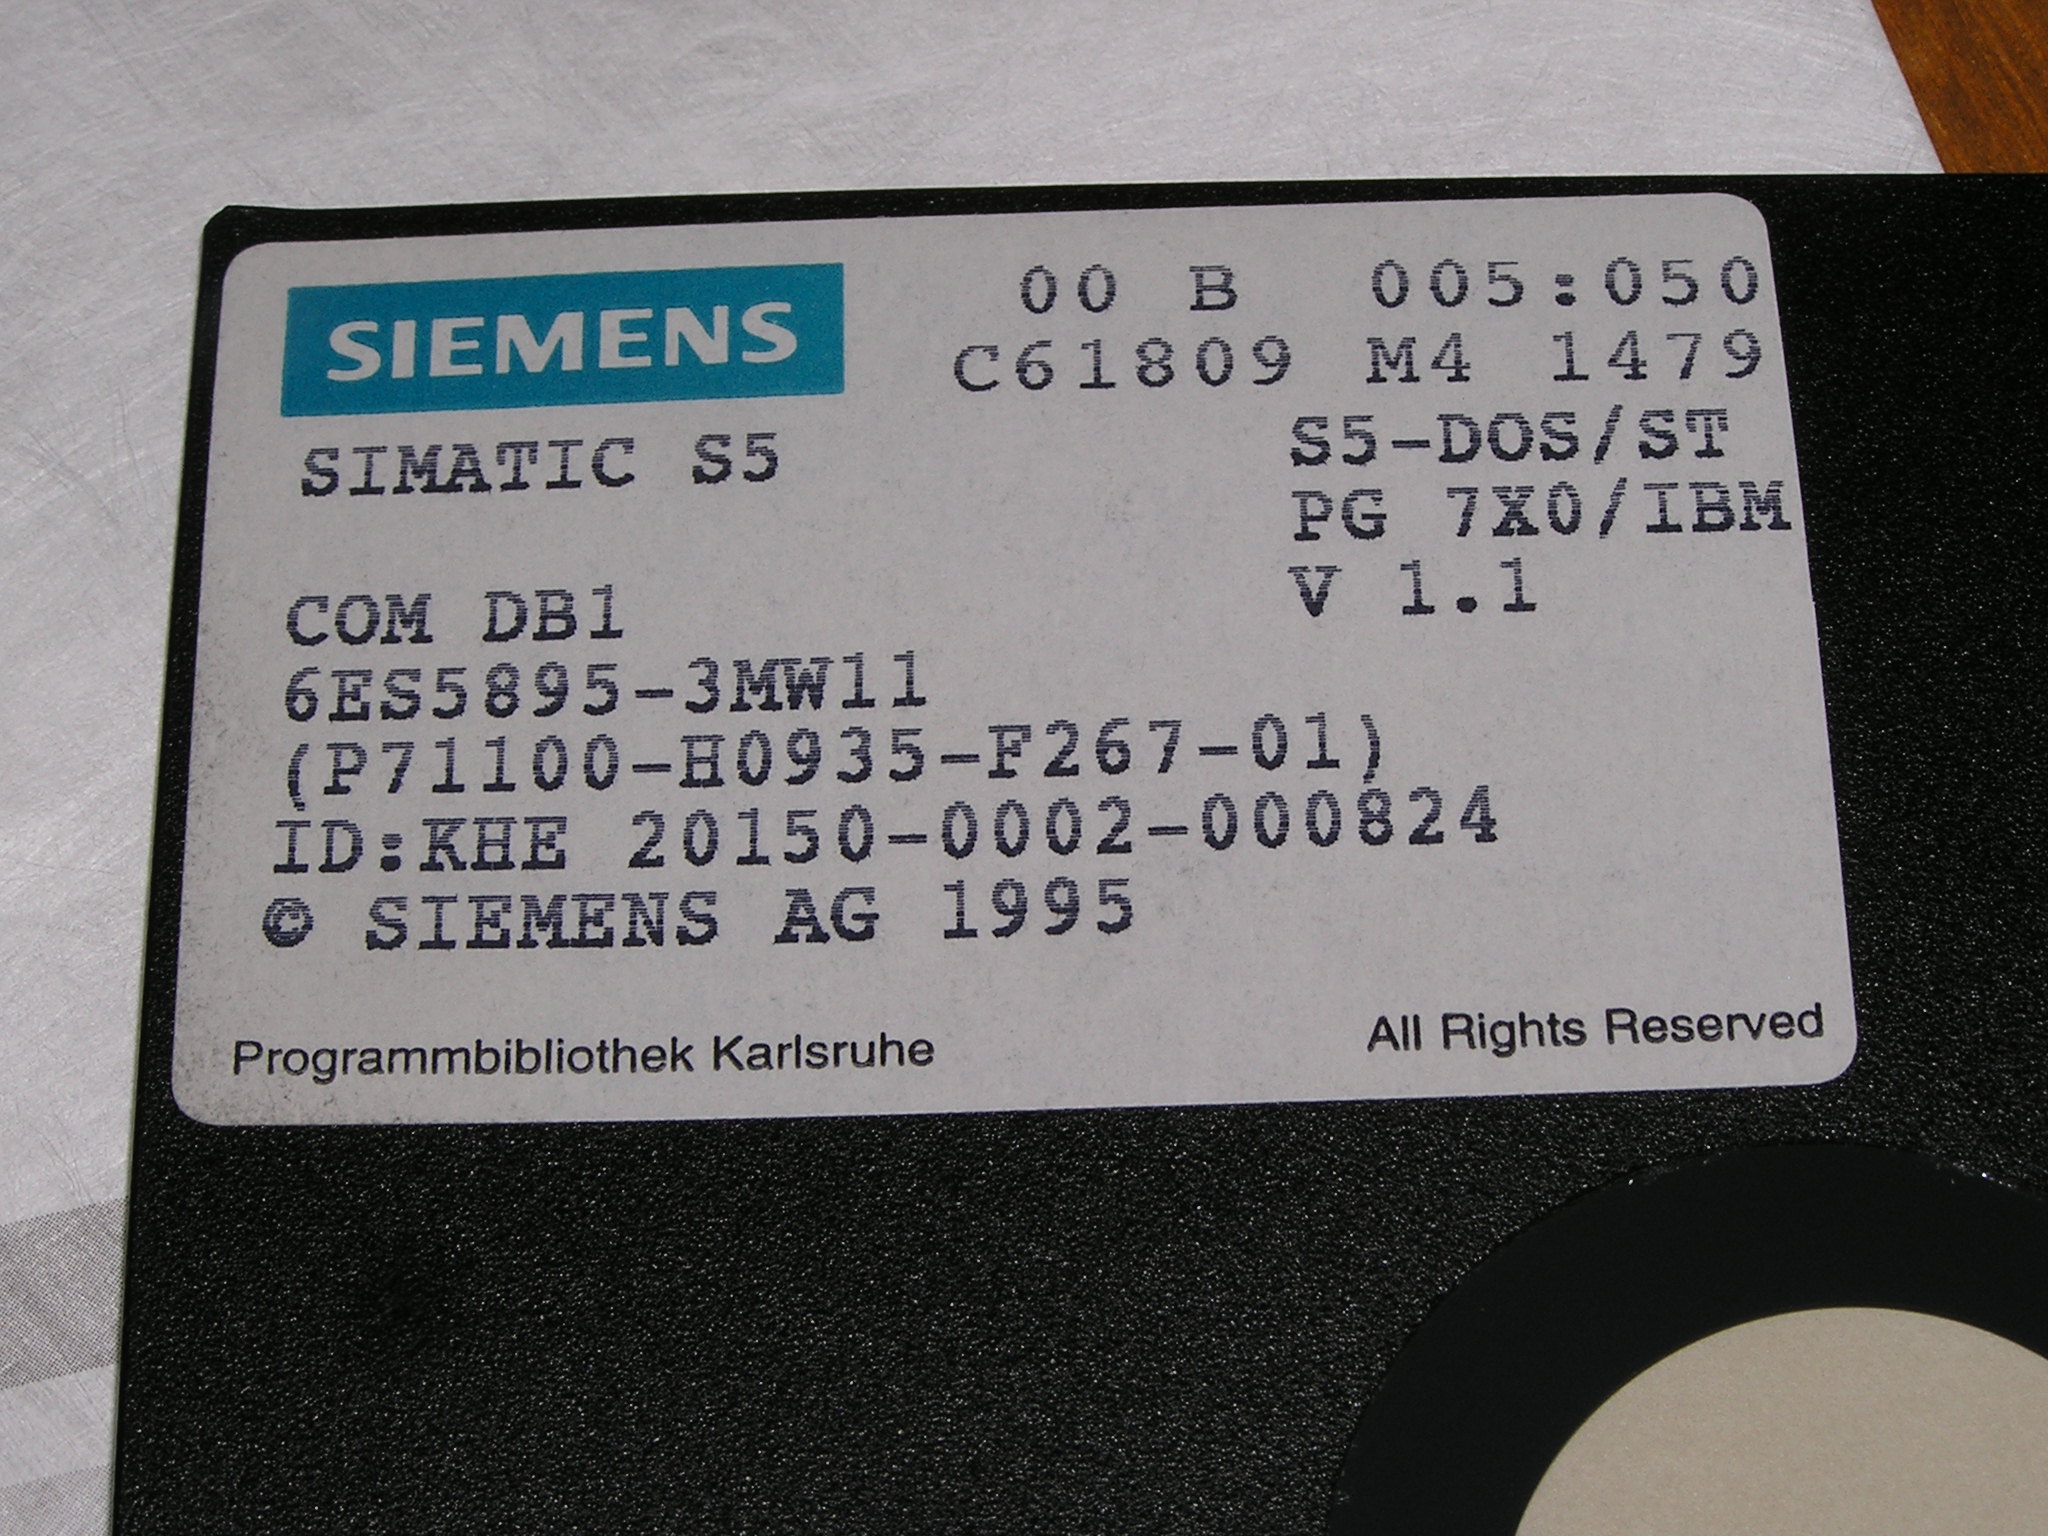 SIEMENS
00 B 005:050
C61809 M4 1479
SIMATIC S5
S5-DOS/ST
PG 7X0/IBM
V 1.1
COM DB1
6ES5895-3MW11
(P71100-H0935-F267-01)
ID:KHE 20150-0002-000824
© SIEMENS AG 1995
Programmbibliothek Karlsruhe
All Rights Reserved